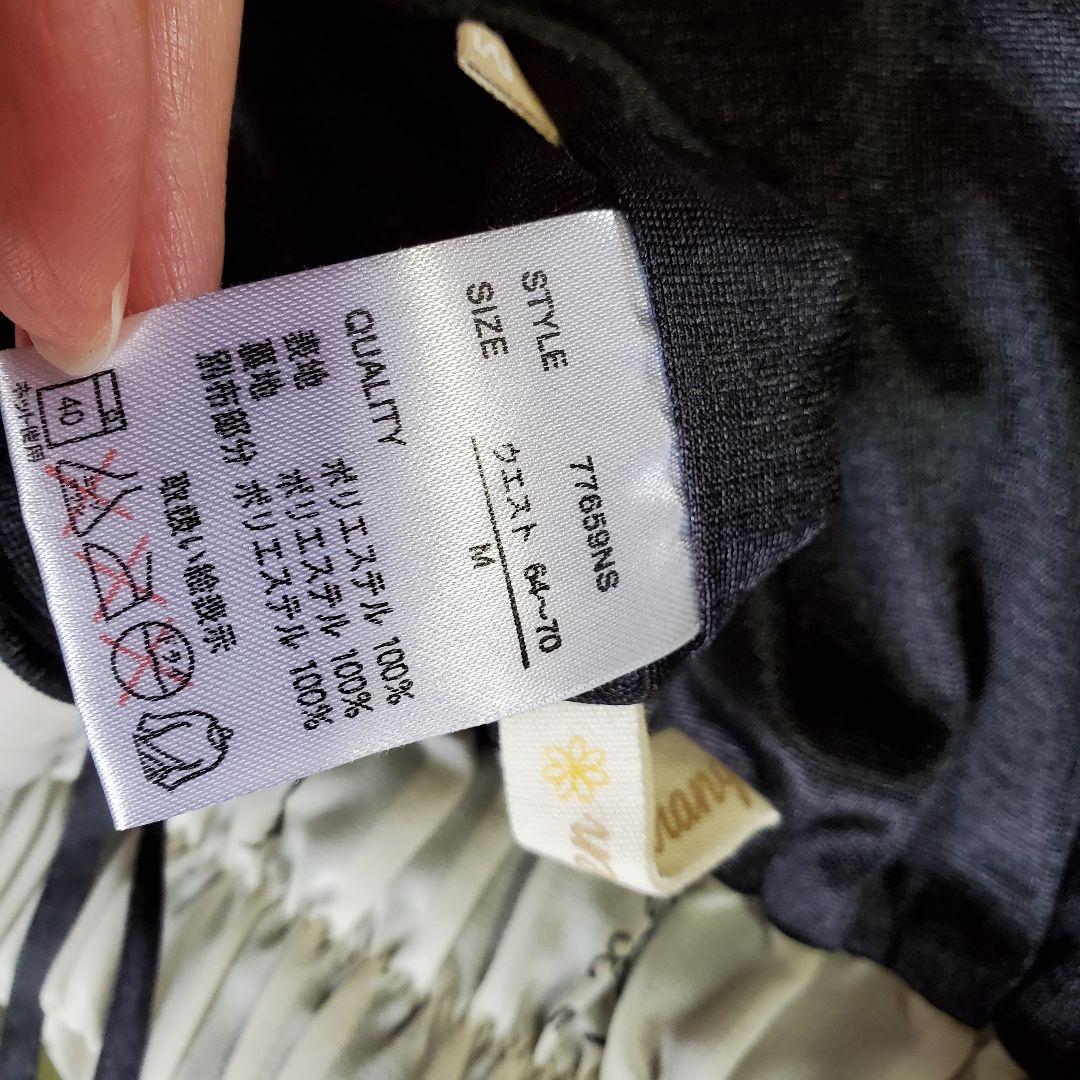 STYLE 77659NS
SIZE ウエスト 64～70
M
QUALITY
表地 ポリエステル 100%
裏地 ポリエステル 100%
別布部分 ポリエステル 100%
取扱い絵表示
40
ネット使用